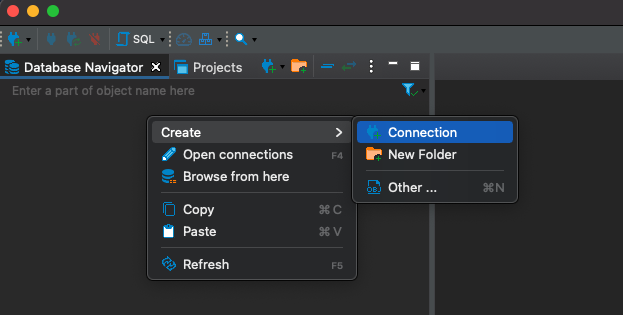 SQL
Database Navigator Projects
Enter a part of object name here
Create
Connection
Open connections F4
New Folder
Browse from here
Other ... ⌘N
OBJ
Copy ⌘C
Paste ⌘V
Refresh F5